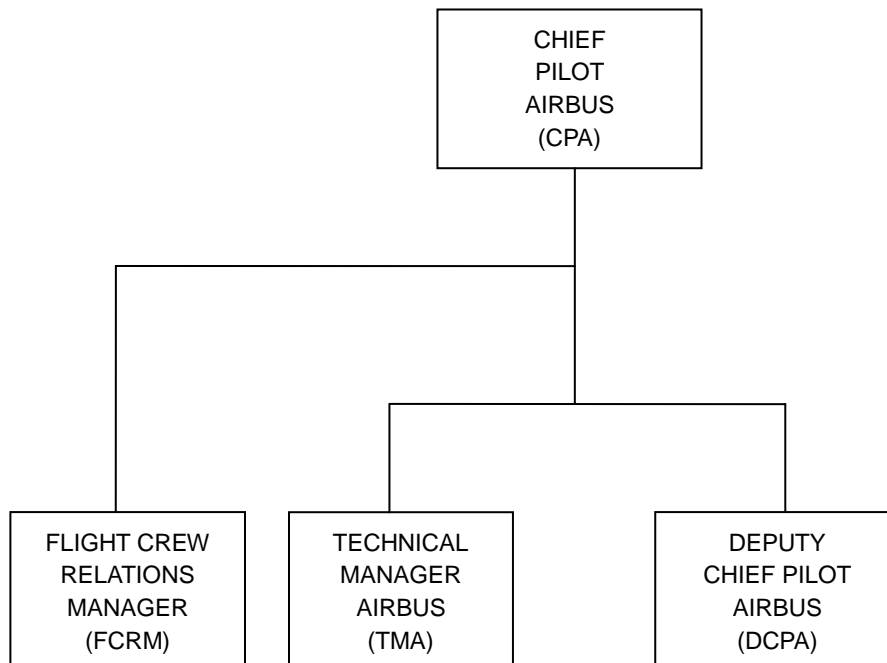 CHIEF
PILOT
AIRBUS
(CPA)
FLIGHT CREW
RELATIONS
MANAGER
(FCRM)
TECHNICAL
MANAGER
AIRBUS
(TMA)
DEPUTY
CHIEF PILOT
AIRBUS
(DCPA)